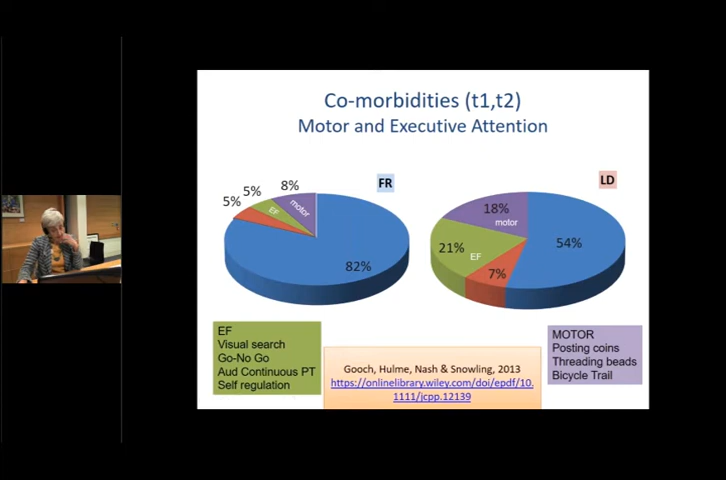 Co-morbidities (t1,t2)
Motor and Executive Attention
FR
LD
5%
5%
8%
EF
motor
82%
18%
motor
21%
EF
7%
54%
EF
Visual search
Go-No Go
Aud Continuous PT
Self regulation
Gooch, Hulme, Nash & Snowling, 2013
https://onlinelibrary.wiley.com/doi/epdf/10.
1111/jcpp.12139
MOTOR
Posting coins
Threading beads
Bicycle Trail